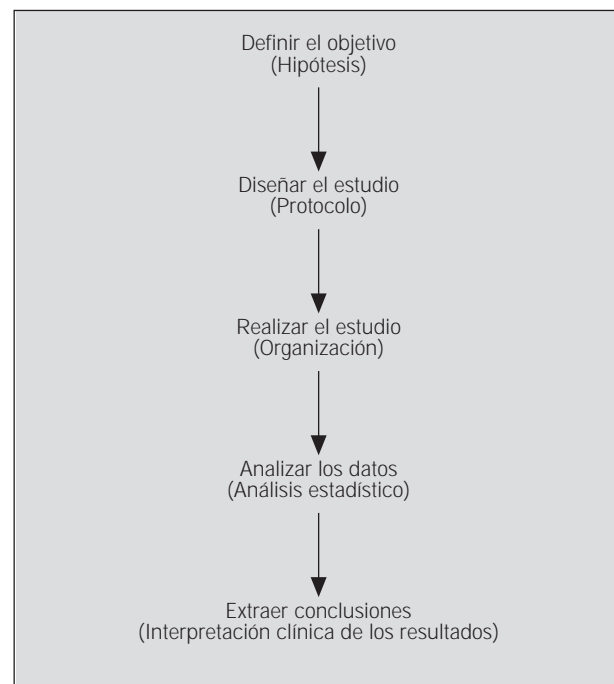 Definir el objetivo
(Hipótesis)
Diseñar el estudio
(Protocolo)
Realizar el estudio
(Organización)
Analizar los datos
(Análisis estadístico)
Extraer conclusiones
(Interpretación clínica de los resultados)